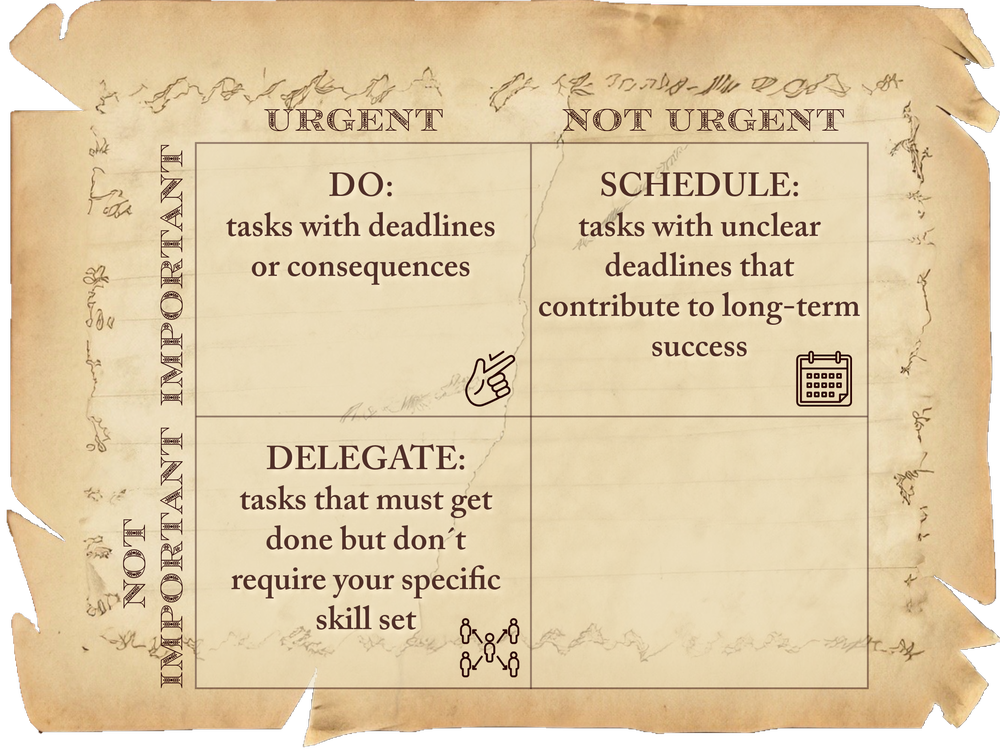 URGENT
NOT URGENT
IMPORTANT
DO:
tasks with deadlines
or consequences
SCHEDULE:
tasks with unclear
deadlines that
contribute to long-term
success
NOT
IMPORTANT
DELEGATE:
tasks that must get
done but don´t
require your specific
skill set